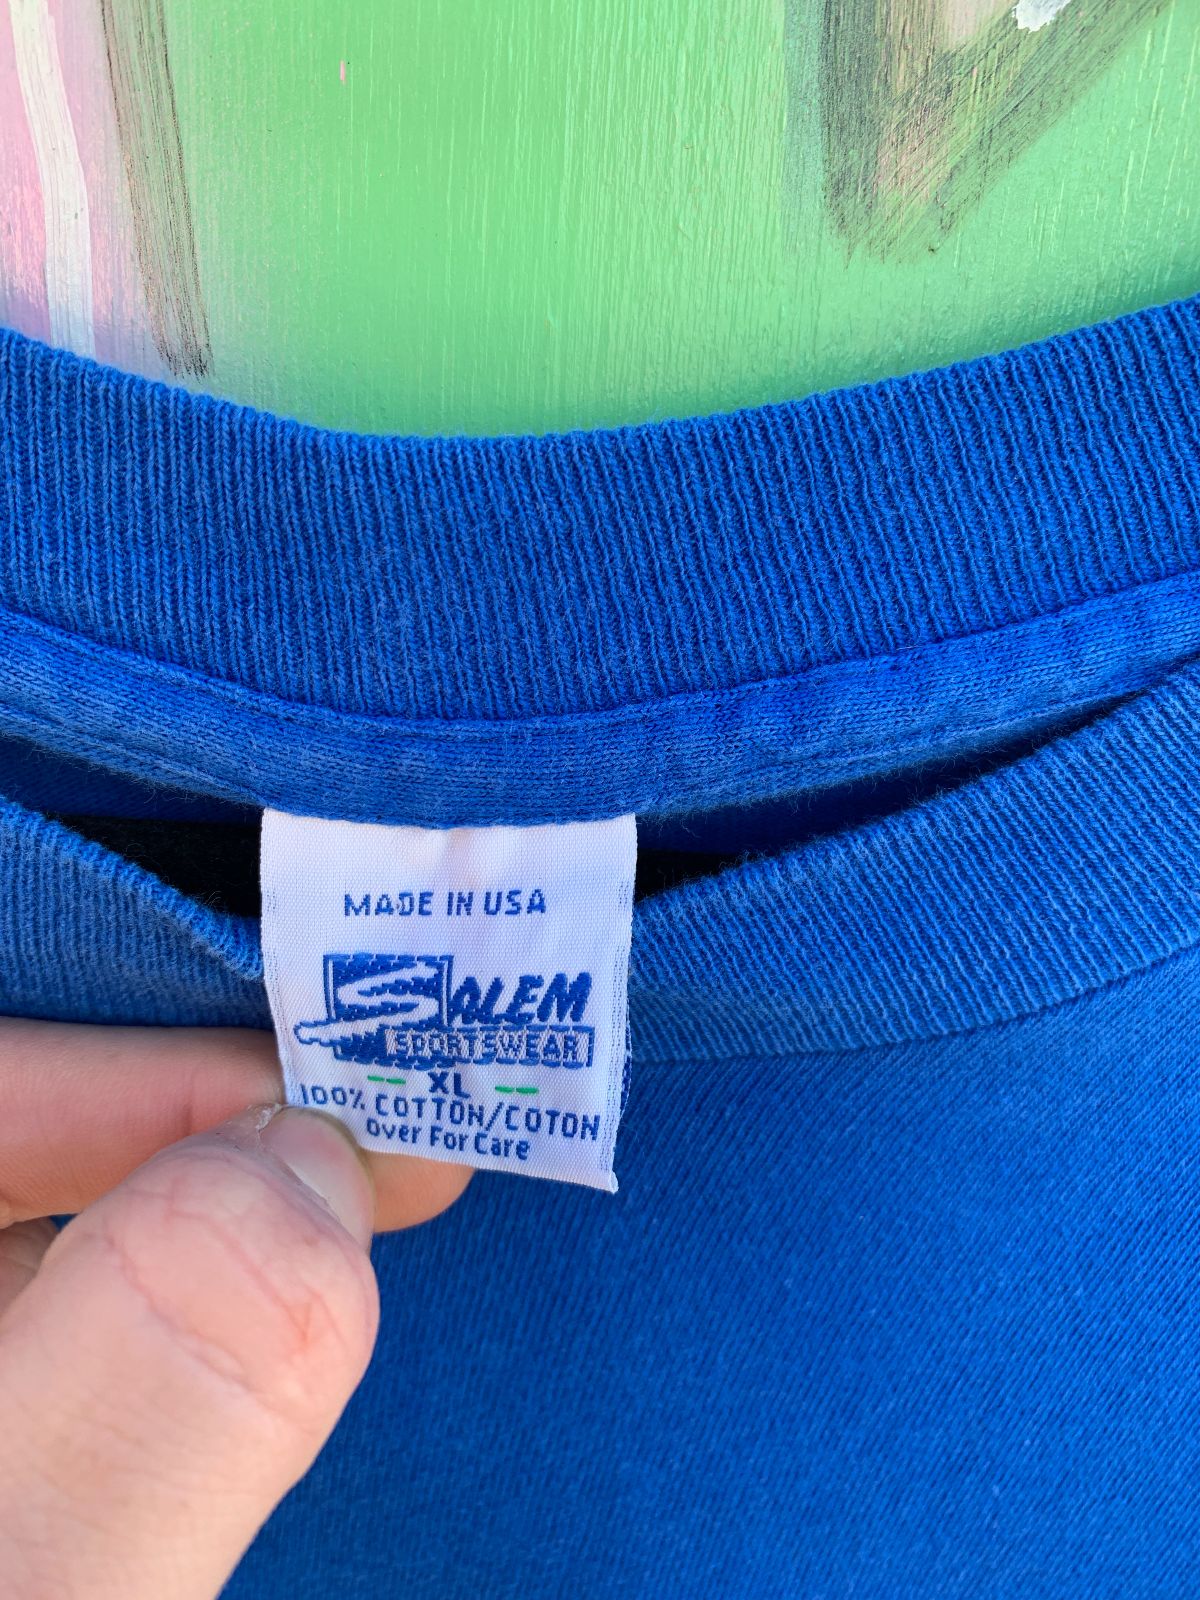 MADE IN USA
SALEM
SPORTSWEAR
XL
100% COTTON/COTON
Over For Care